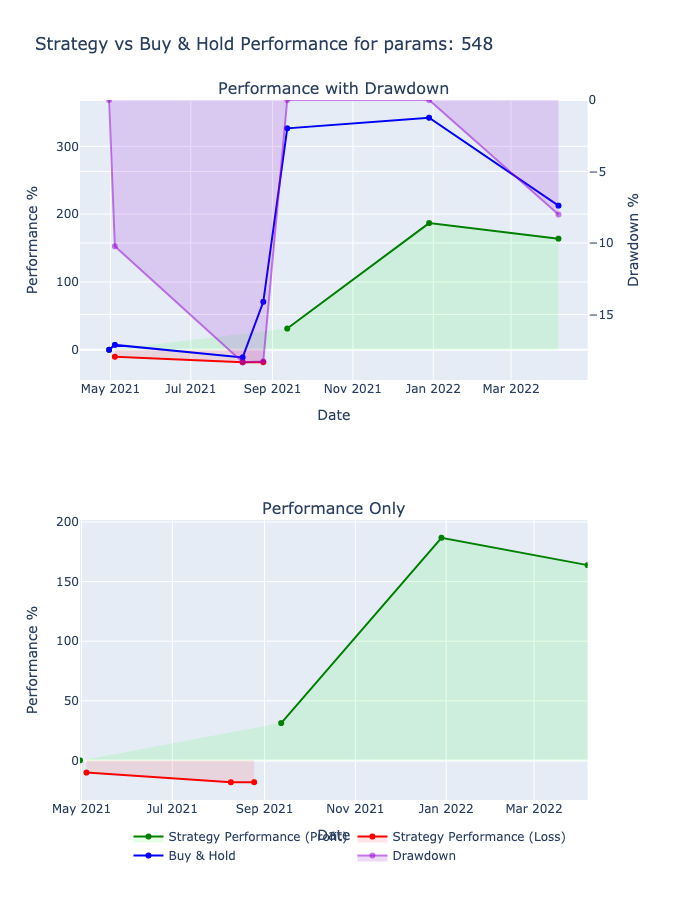 Strategy vs Buy & Hold Performance for params: 548
Performance with Drawdown
300
200
100
0
0
−5
−10
−15
Performance %
Drawdown %
May 2021 Jul 2021 Sep 2021 Nov 2021 Jan 2022 Mar 2022
Date
Performance Only
200
150
100
50
0
Performance %
May 2021 Jul 2021 Sep 2021 Nov 2021 Jan 2022 Mar 2022
Date
Strategy Performance (Profit) Strategy Performance (Loss)
Buy & Hold Drawdown